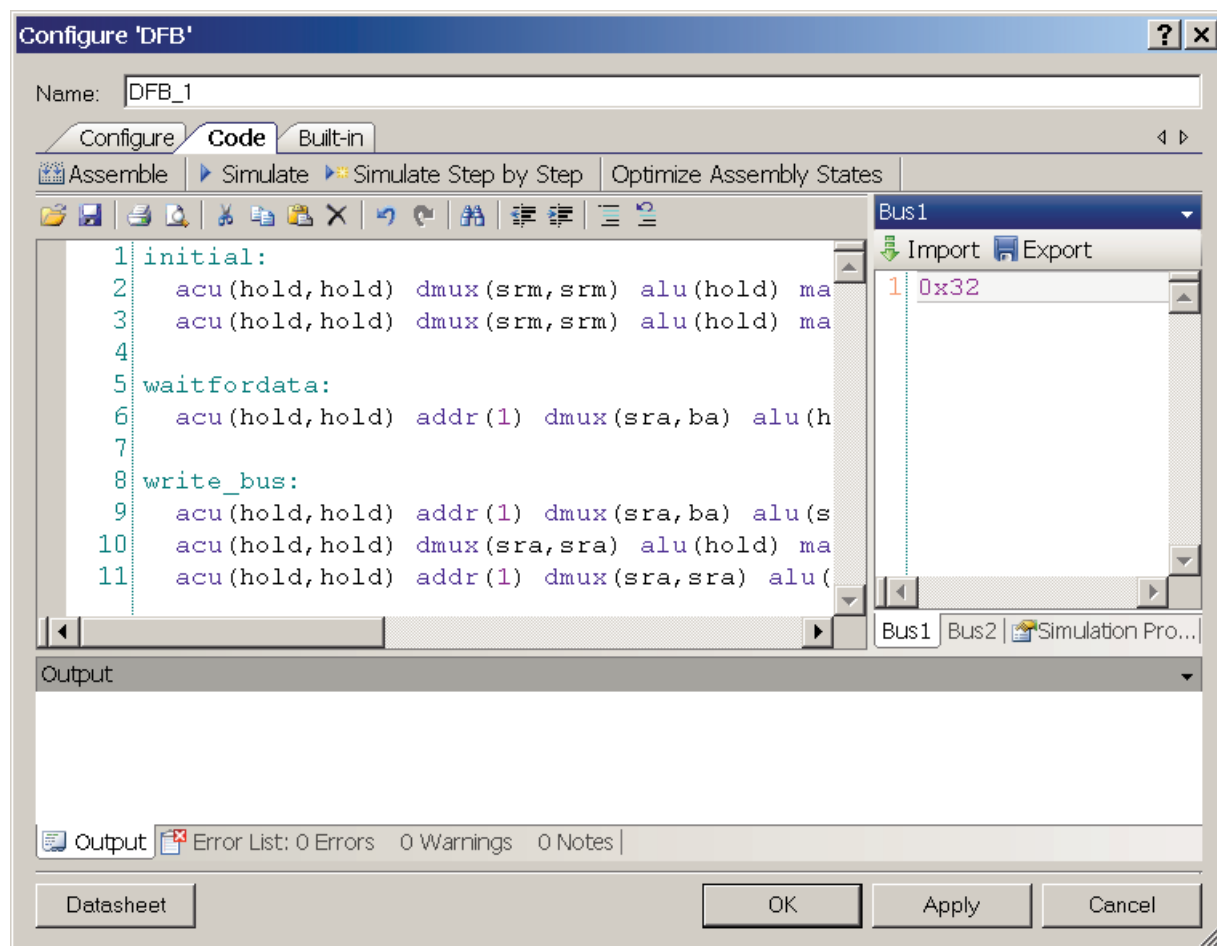 Configure 'DFB'
Name: DFB_1
Configure Code Built-in
Assemble Simulate Simulate Step by Step Optimize Assembly States
Bus1
Import Export
1 initial:
2 acu(hold,hold) dmux(srm,srm) alu(hold) ma
3 acu(hold,hold) dmux(srm,srm) alu(hold) ma
4
5 waitfordata:
6 acu(hold,hold) addr(1) dmux(sra,ba) alu(h
7
8 write_bus:
9 acu(hold,hold) addr(1) dmux(sra,ba) alu(s
10 acu(hold,hold) dmux(sra,sra) alu(hold) ma
11 acu(hold,hold) addr(1) dmux(sra,sra) alu(
1 0x32
Bus1 Bus2 Simulation Pro...
Output
Output Error List: 0 Errors 0 Warnings 0 Notes
Datasheet OK Apply Cancel